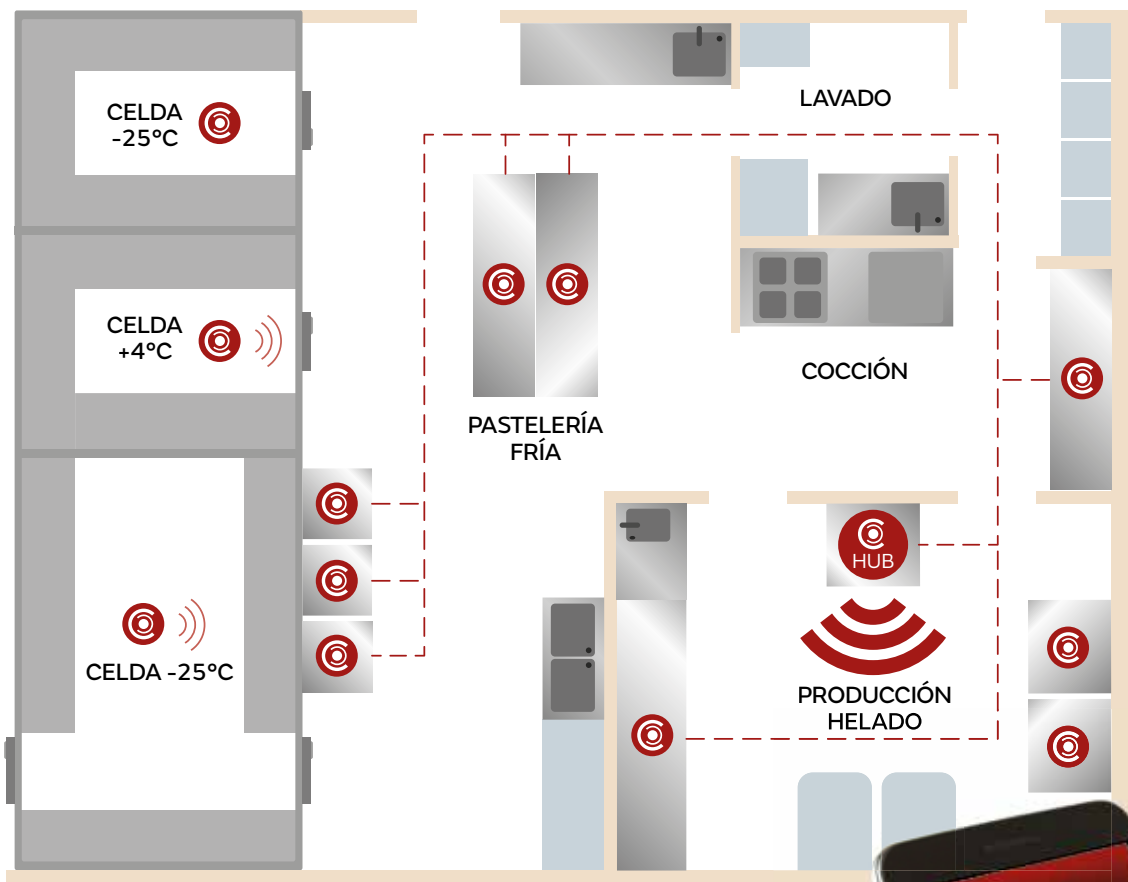 LAVADO
CELDA
-25°C
CELDA
+4°C
COCCIÓN
PASTELERÍA
FRÍA
HUB
CELDA -25°C
PRODUCCIÓN
HELADO